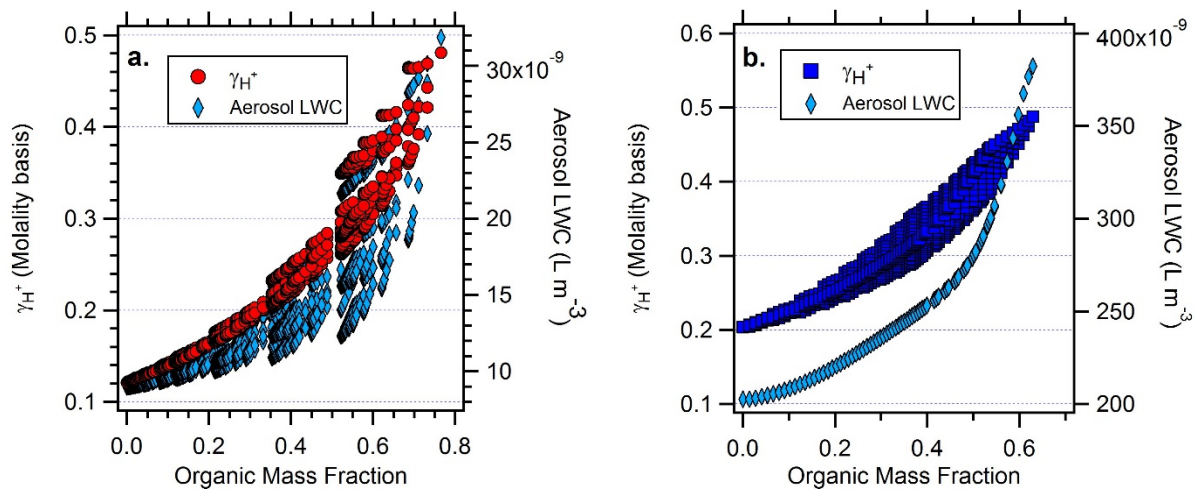 a.
γH+
Aerosol LWC
0.5
0.4
0.3
0.2
0.1
γH+ (Molality basis)
30x10-9
25
20
15
10
Aerosol LWC (L m-3)
0.0 0.2 0.4 0.6 0.8
Organic Mass Fraction
b.
γH+
Aerosol LWC
0.6
0.5
0.4
0.3
0.2
0.1
γH+ (Molality basis)
400x10-9
350
300
250
200
Aerosol LWC (L m-3)
0.0 0.2 0.4 0.6
Organic Mass Fraction